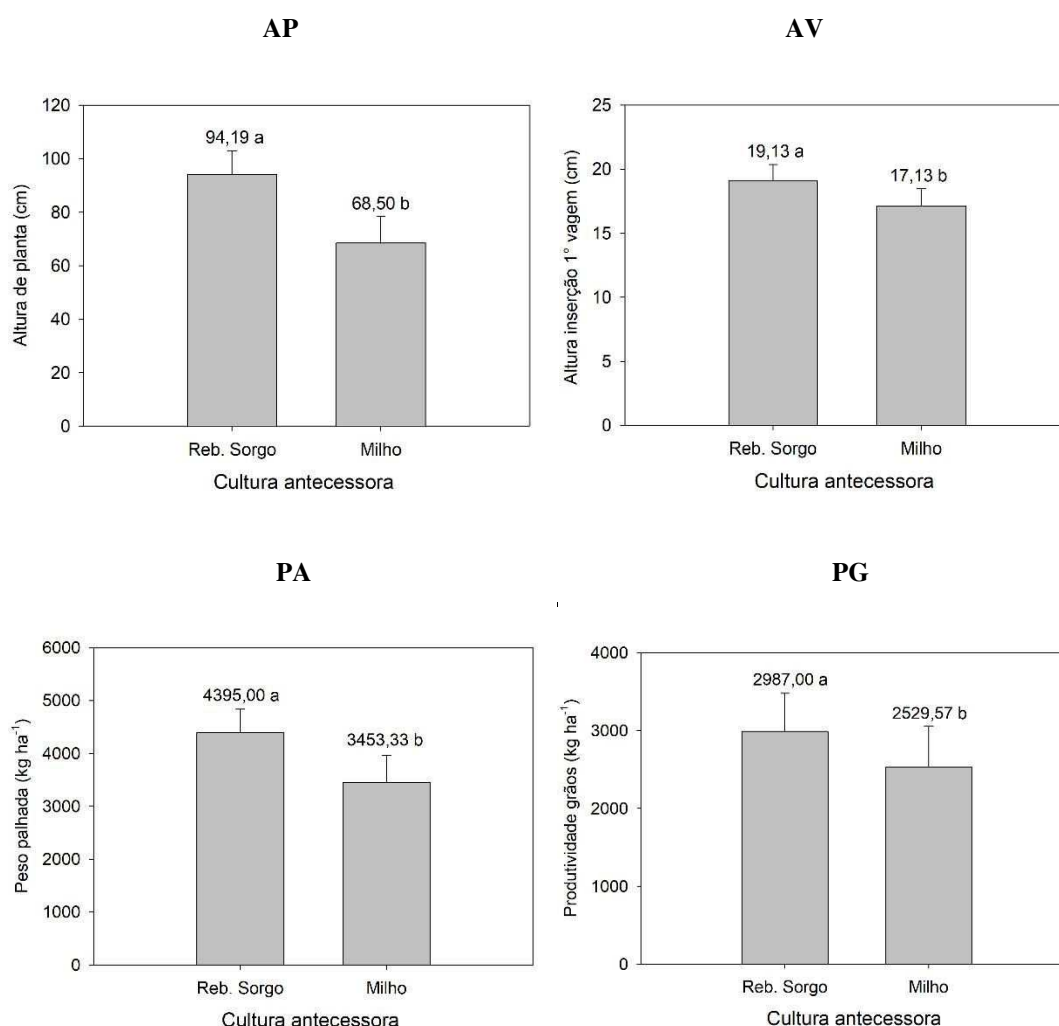 AP
Altura de planta (cm)
120
100
80
60
40
20
0
94,19 a
68,50 b
Reb. Sorgo
Milho
Cultura antecessora
AV
Altura inserção 1° vagem (cm)
25
20
15
10
5
0
19,13 a
17,13 b
Reb. Sorgo
Milho
Cultura antecessora
PA
Peso palhada (kg ha-1)
6000
5000
4000
3000
2000
1000
0
4395,00 a
3453,33 b
Reb. Sorgo
Milho
Cultura antecessora
PG
Produtividade grãos (kg ha-1)
4000
3000
2000
1000
0
2987,00 a
2529,57 b
Reb. Sorgo
Milho
Cultura antecessora